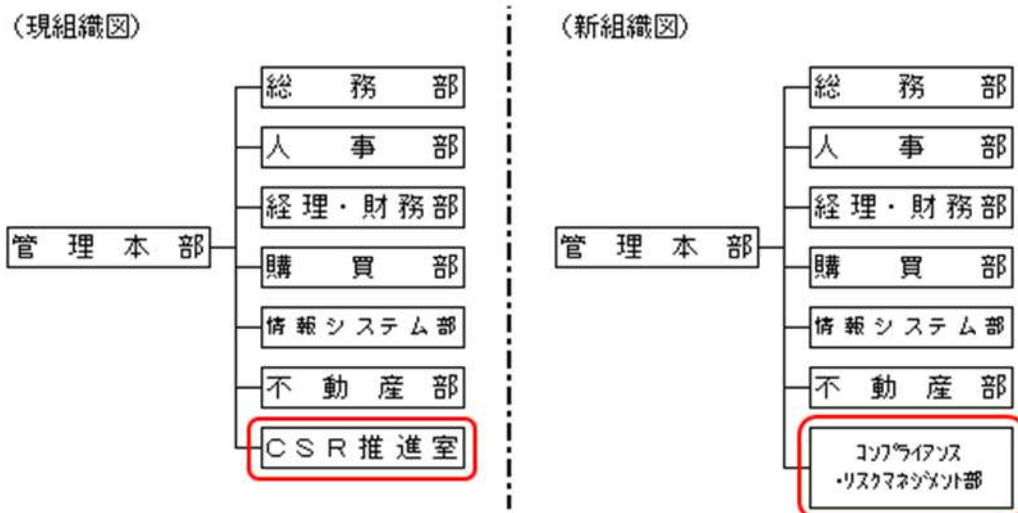 (現組織図)
管理本部
総務部
人事部
経理・財務部
購買部
情報システム部
不動産部
CSR推進室
(新組織図)
管理本部
総務部
人事部
経理・財務部
購買部
情報システム部
不動産部
コンプライアンス
・リスクマネジメント部